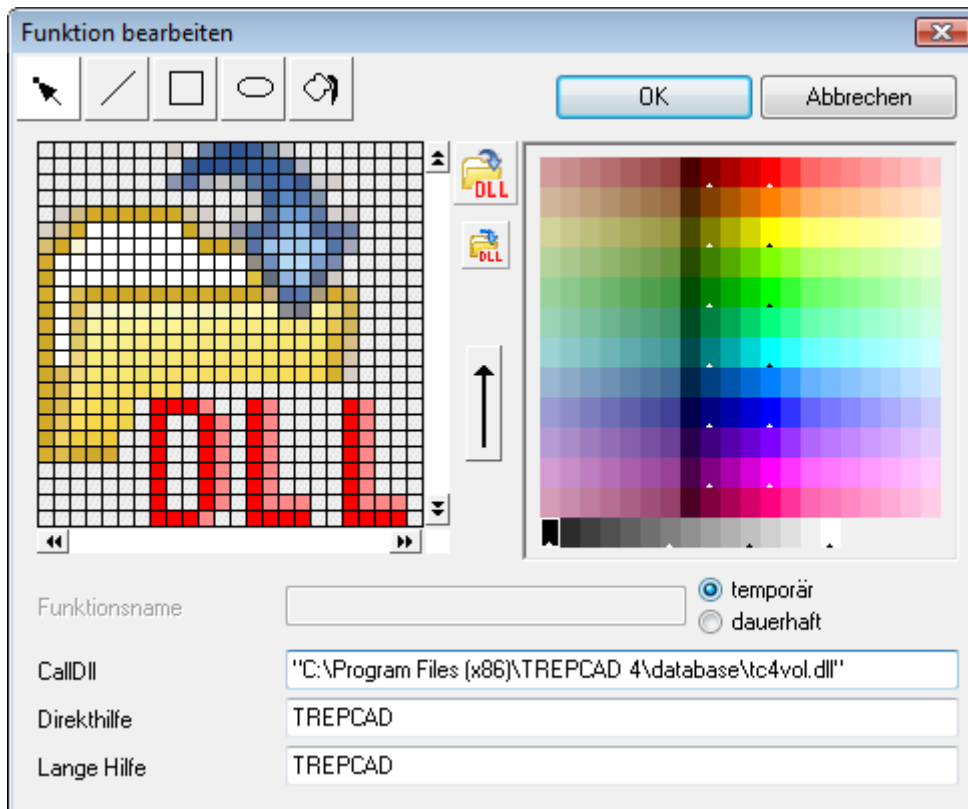 Funktion bearbeiten
OK
Abbrechen
DLL
DLL
DLL
Funktionsname
temporär
dauerhaft
CallDll
"C:\Program Files (x86)\TREPCAD 4\database\tc4vol.dll"
Direkthilfe
TREPCAD
Lange Hilfe
TREPCAD